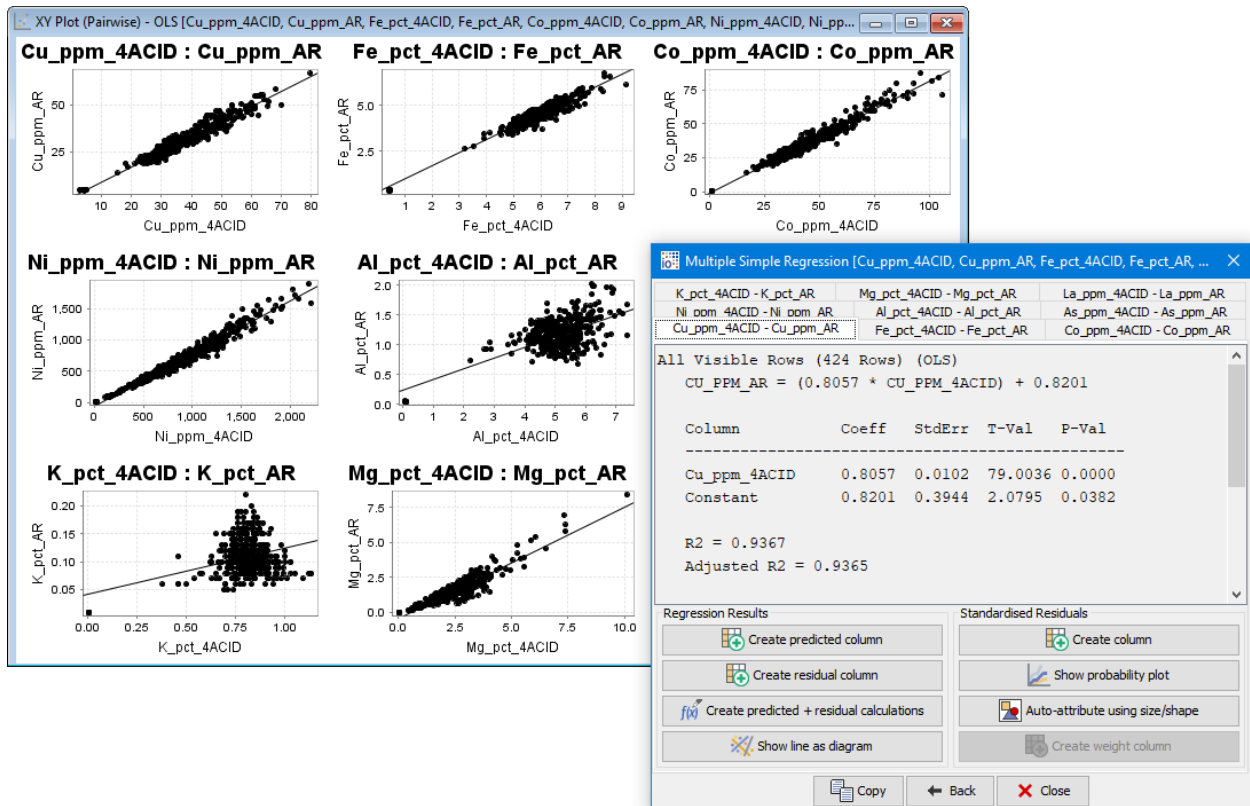 XY Plot (Pairwise) - OLS [Cu_ppm_4ACID, Cu_ppm_AR, Fe_pct_4ACID, Fe_pct_AR, Co_ppm_4ACID, Co_ppm_AR, Ni_ppm_4ACID, Ni_pp...
Cu_ppm_4ACID : Cu_ppm_AR
Cu_ppm_AR
50
25
10 20 30 40 50 60 70 80
Cu_ppm_4ACID
Fe_pct_4ACID : Fe_pct_AR
Fe_pct_AR
5.0
2.5
1 2 3 4 5 6 7 8 9
Fe_pct_4ACID
Co_ppm_4ACID : Co_ppm_AR
Co_ppm_AR
75
50
25
0
0 25 50 75 100
Co_ppm_4ACID
Ni_ppm_4ACID : Ni_ppm_AR
Ni_ppm_AR
1,500
1,000
500
0
0 500 1,000 1,500 2,000
Ni_ppm_4ACID
Al_pct_4ACID : Al_pct_AR
Al_pct_AR
2.0
1.5
1.0
0.5
0.0
0 1 2 3 4 5 6 7
Al_pct_4ACID
K_pct_4ACID : K_pct_AR
K_pct_AR
0.20
0.15
0.10
0.05
0.00 0.25 0.50 0.75 1.00
K_pct_4ACID
Mg_pct_4ACID : Mg_pct_AR
Mg_pct_AR
7.5
5.0
2.5
0.0
0.0 2.5 5.0 7.5 10.0
Mg_pct_4ACID
Multiple Simple Regression [Cu_ppm_4ACID, Cu_ppm_AR, Fe_pct_4ACID, Fe_pct_AR, ...
K_pct_4ACID - K_pct_AR Mg_pct_4ACID - Mg_pct_AR La_ppm_4ACID - La_ppm_AR
Ni_ppm_4ACID - Ni_ppm_AR Al_pct_4ACID - Al_pct_AR As_ppm_4ACID - As_ppm_AR
Cu_ppm_4ACID - Cu_ppm_AR Fe_pct_4ACID - Fe_pct_AR Co_ppm_4ACID - Co_ppm_AR
All Visible Rows (424 Rows) (OLS)
CU_PPM_AR = (0.8057 * CU_PPM_4ACID) + 0.8201
Column Coeff StdErr T-Val P-Val
------------------------------------------------------
Cu_ppm_4ACID 0.8057 0.0102 79.0036 0.0000
Constant 0.8201 0.3944 2.0795 0.0382
R2 = 0.9367
Adjusted R2 = 0.9365
Regression Results
Create predicted column
Create residual column
f(x) Create predicted + residual calculations
Show line as diagram
Standardised Residuals
Create column
Show probability plot
Auto-attribute using size/shape
Create weight column
Copy Back Close